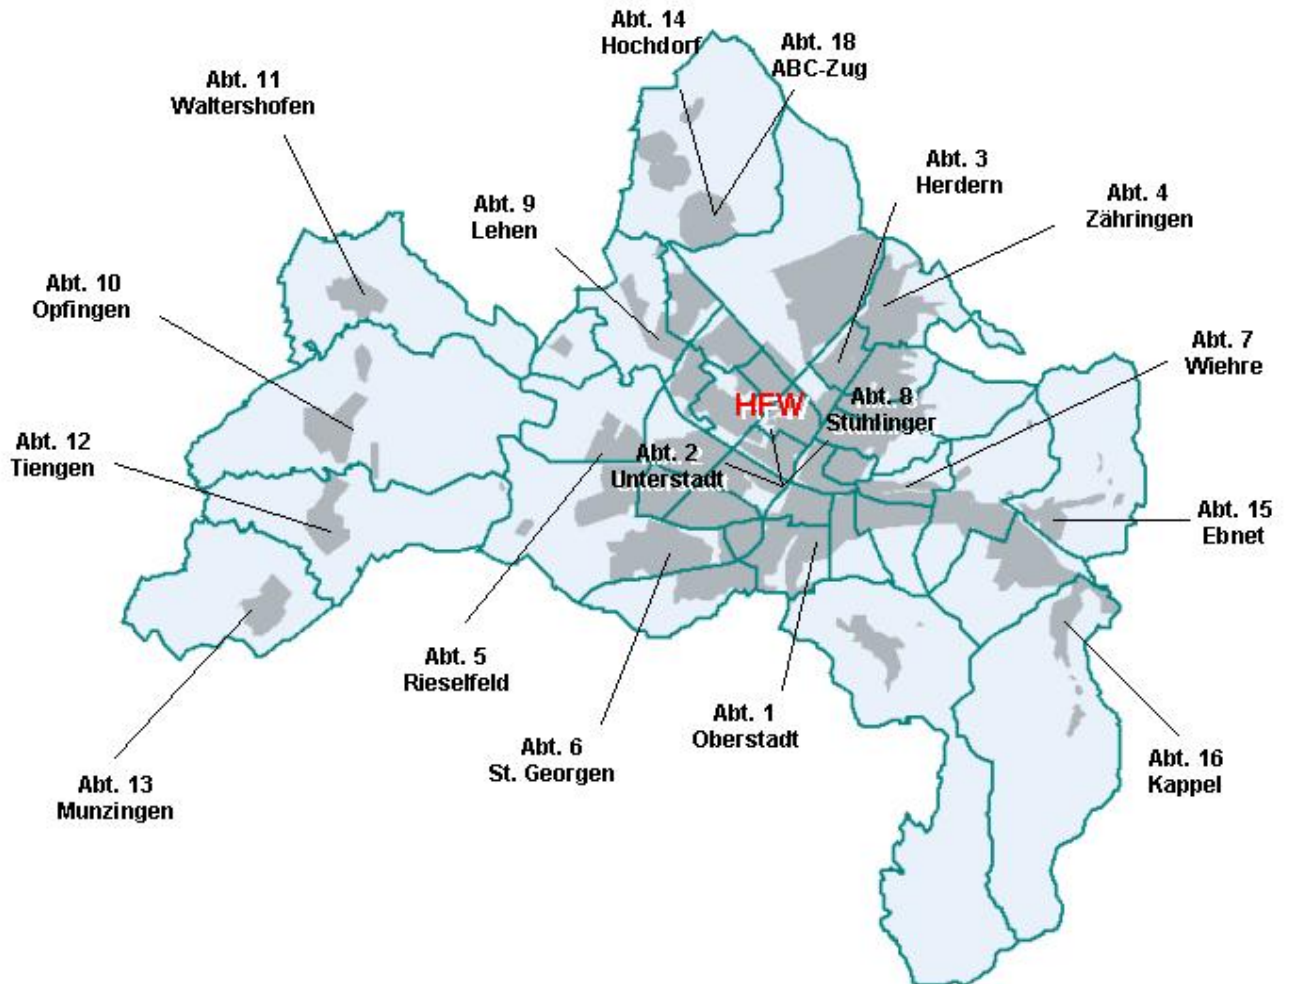 Abt. 14
Hochdorf
Abt. 18
ABC-Zug
Abt. 11
Waltershofen
Abt. 3
Herdern
Abt. 4
Zähringen
Abt. 9
Lehen
Abt. 10
Opfingen
Abt. 7
Wiehre
HFW
Abt. 8
Stühlinger
Abt. 12
Tiengen
Abt. 2
Unterstadt
Abt. 15
Ebnet
Abt. 5
Rieselfeld
Abt. 1
Oberstadt
Abt. 6
St. Georgen
Abt. 16
Kappel
Abt. 13
Munzingen